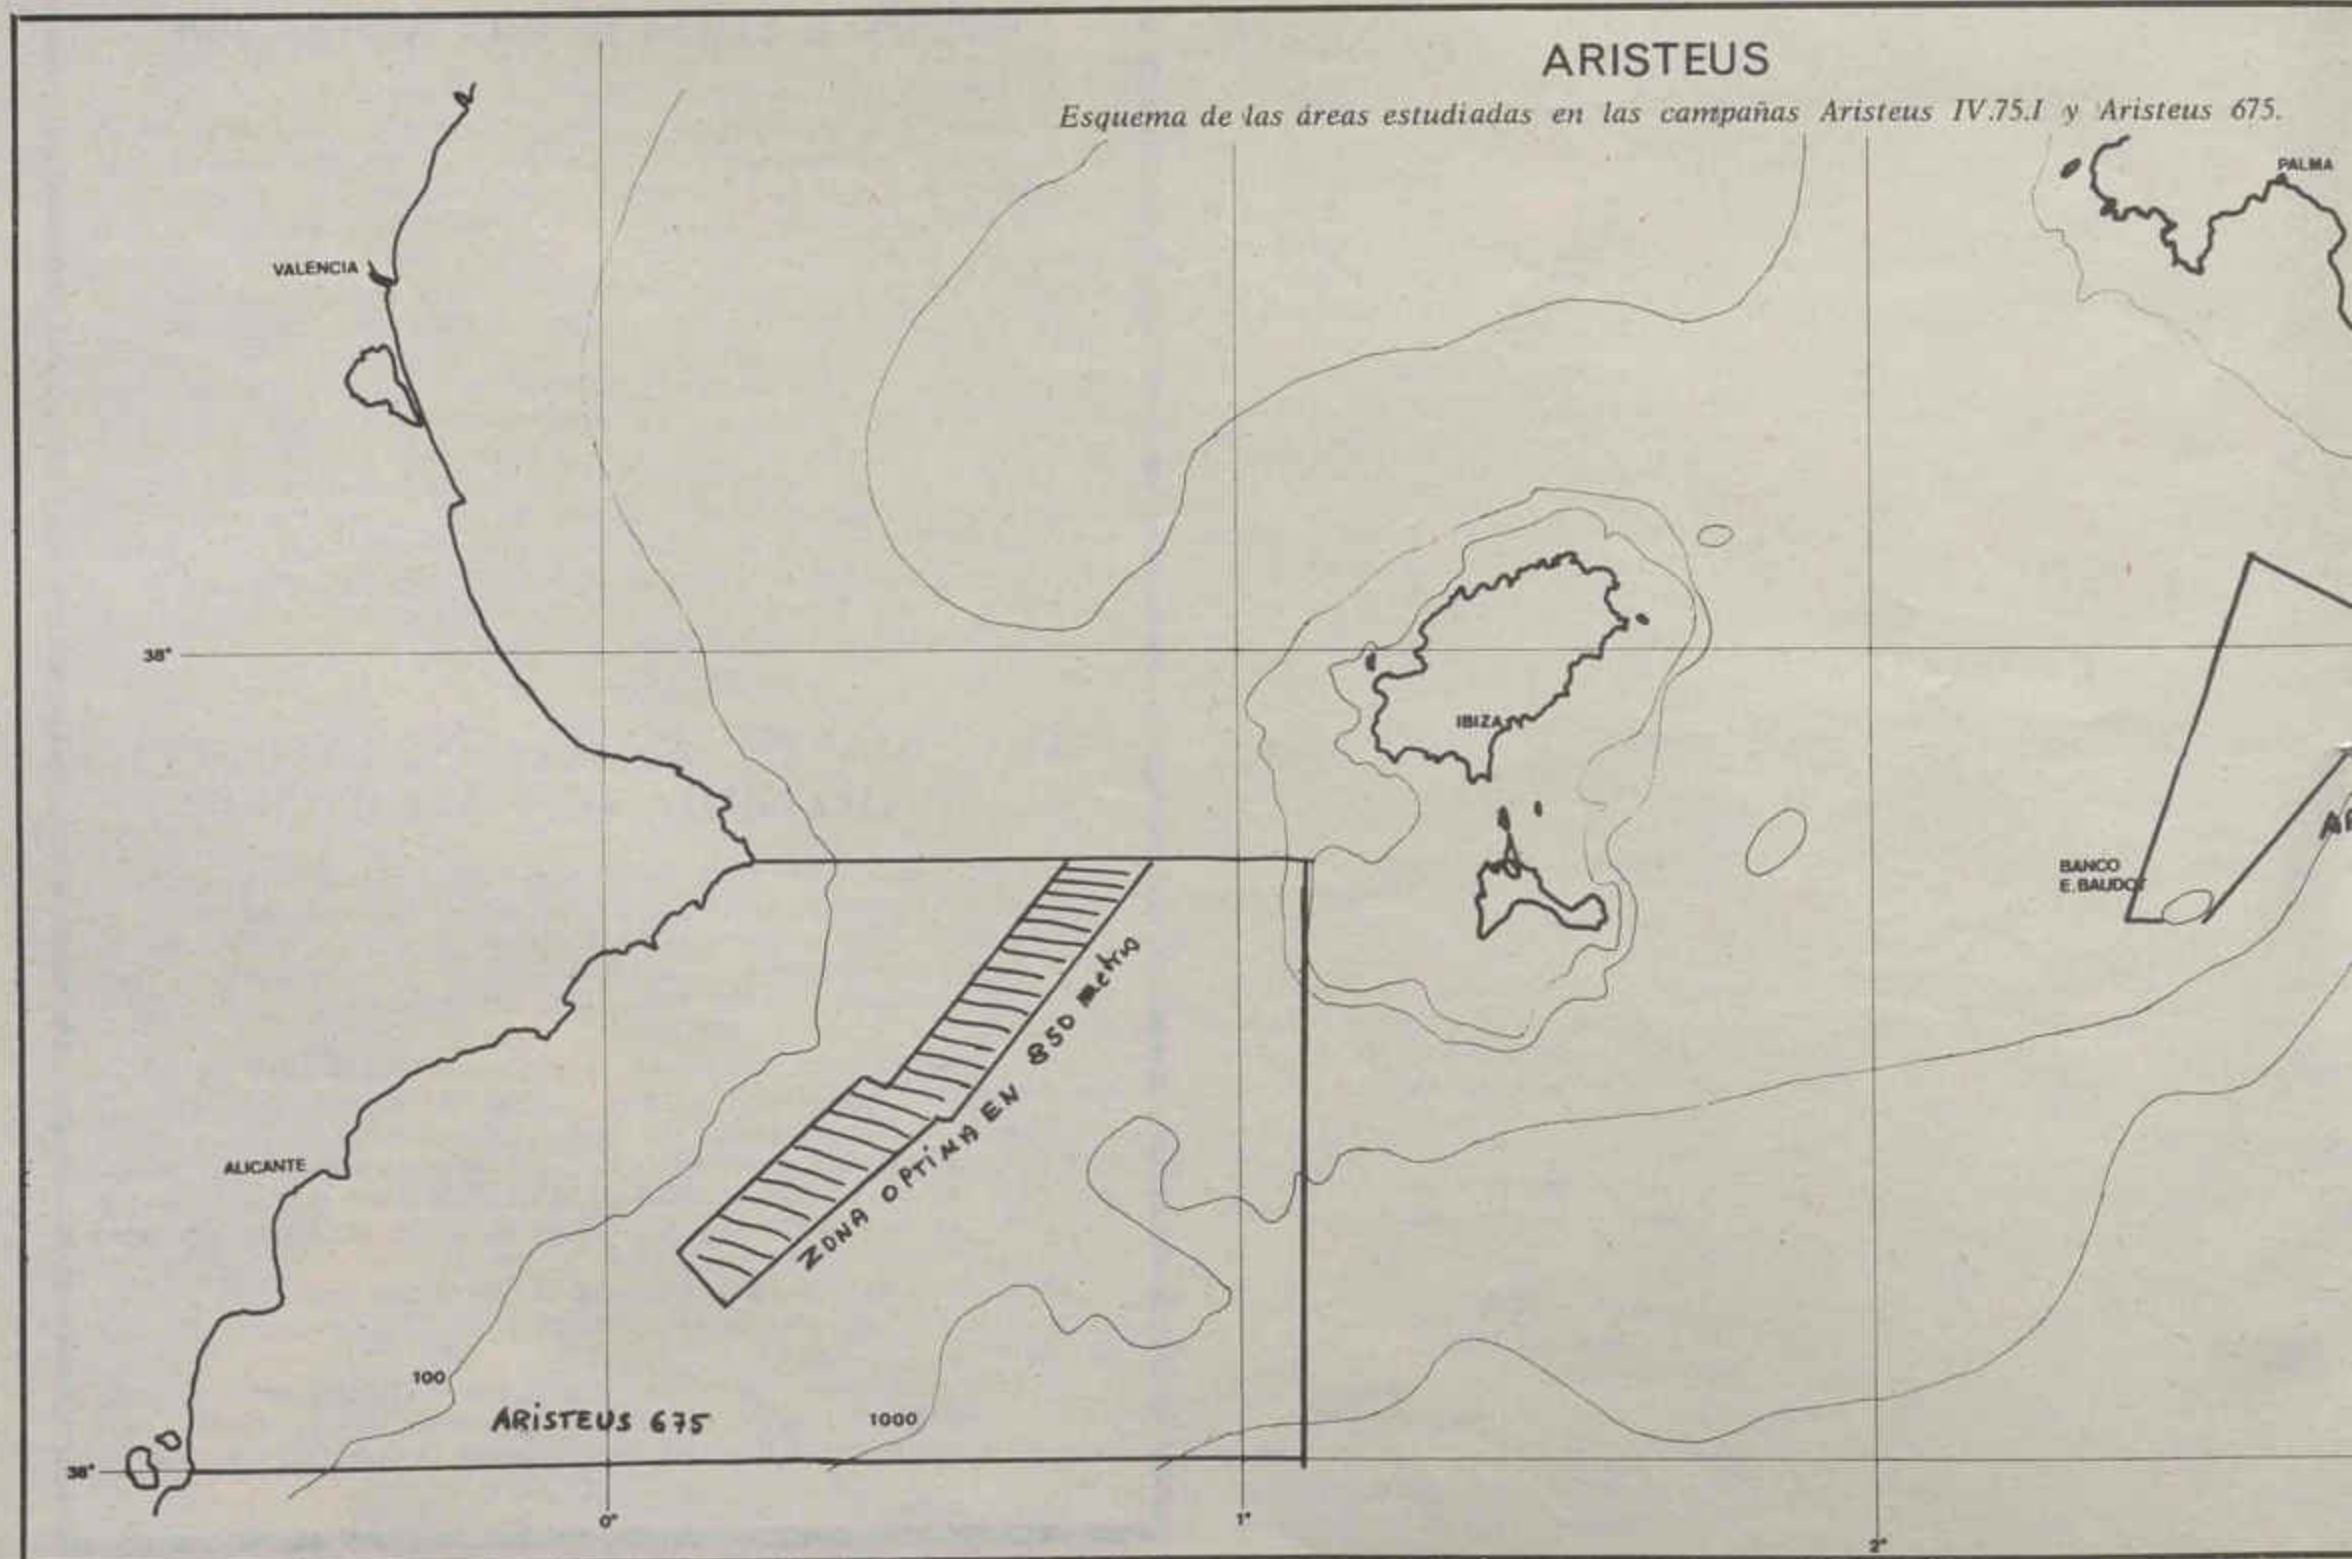 ARISTEUS
Esquema de las áreas estudiadas en las campañas Aristeus IV.75.I y Aristeus 675.
PALMA
VALENCIA
38°
IBIZA
BANCO
E. BAUDOT
ZONA OPTIMA EN 850 metros
ALICANTE
100
ARISTEUS 675
1000
38°
0°
1°
2°